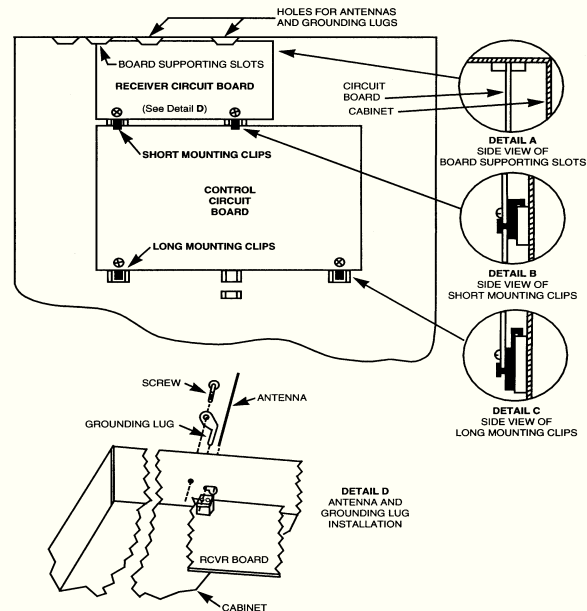 HOLES FOR ANTENNAS
AND GROUNDING LUGS
BOARD SUPPORTING SLOTS
RECEIVER CIRCUIT BOARD
(See Detail D)
SHORT MOUNTING CLIPS
CONTROL
CIRCUIT
BOARD
LONG MOUNTING CLIPS
CIRCUIT
BOARD
CABINET
DETAIL A
SIDE VIEW OF
BOARD SUPPORTING SLOTS
DETAIL B
SIDE VIEW OF
SHORT MOUNTING CLIPS
DETAIL C
SIDE VIEW OF
LONG MOUNTING CLIPS
SCREW
ANTENNA
GROUNDING LUG
DETAIL D
ANTENNA AND
GROUNDING LUG
INSTALLATION
RCVR BOARD
CABINET